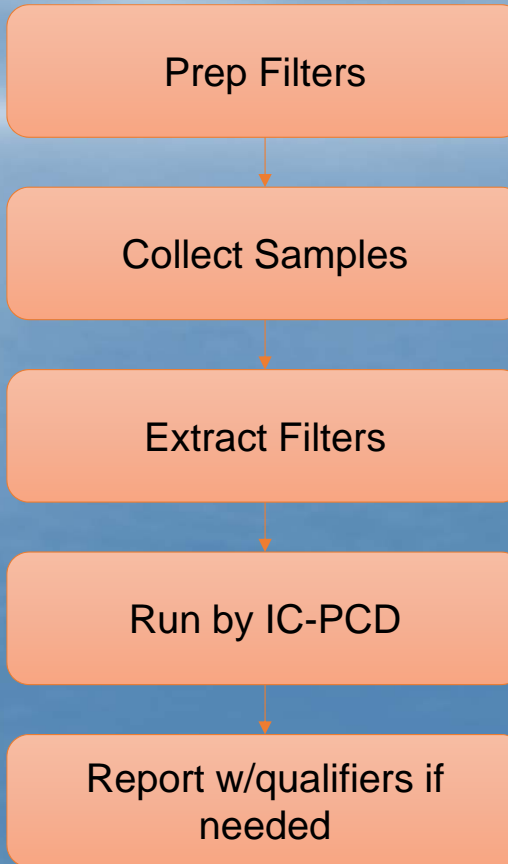 Prep Filters
Collect Samples
Extract Filters
Run by IC-PCD
Report w/qualifiers if
needed